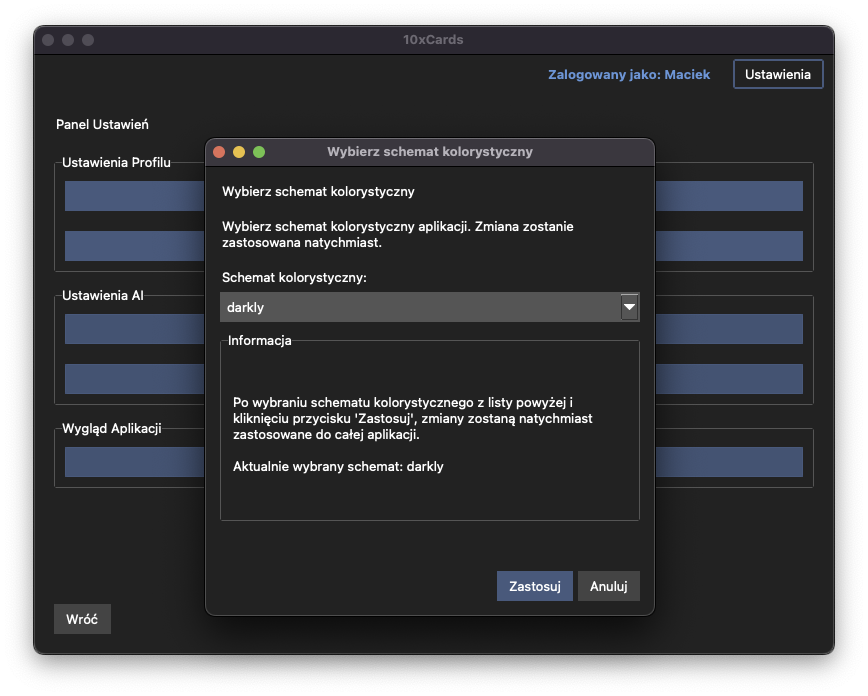 10xCards
Zalogowany jako: Maciek
Ustawienia
Panel Ustawień
Ustawienia Profilu
Ustawienia AI
Wygląd Aplikacji
Wróć
Wybierz schemat kolorystyczny
Wybierz schemat kolorystyczny
Wybierz schemat kolorystyczny aplikacji. Zmiana zostanie
zastosowana natychmiast.
Schemat kolorystyczny:
darkly
Informacja
Po wybraniu schematu kolorystycznego z listy powyżej i
kliknięciu przycisku 'Zastosuj', zmiany zostaną natychmiast
zastosowane do całej aplikacji.
Aktualnie wybrany schemat: darkly
Zastosuj
Anuluj